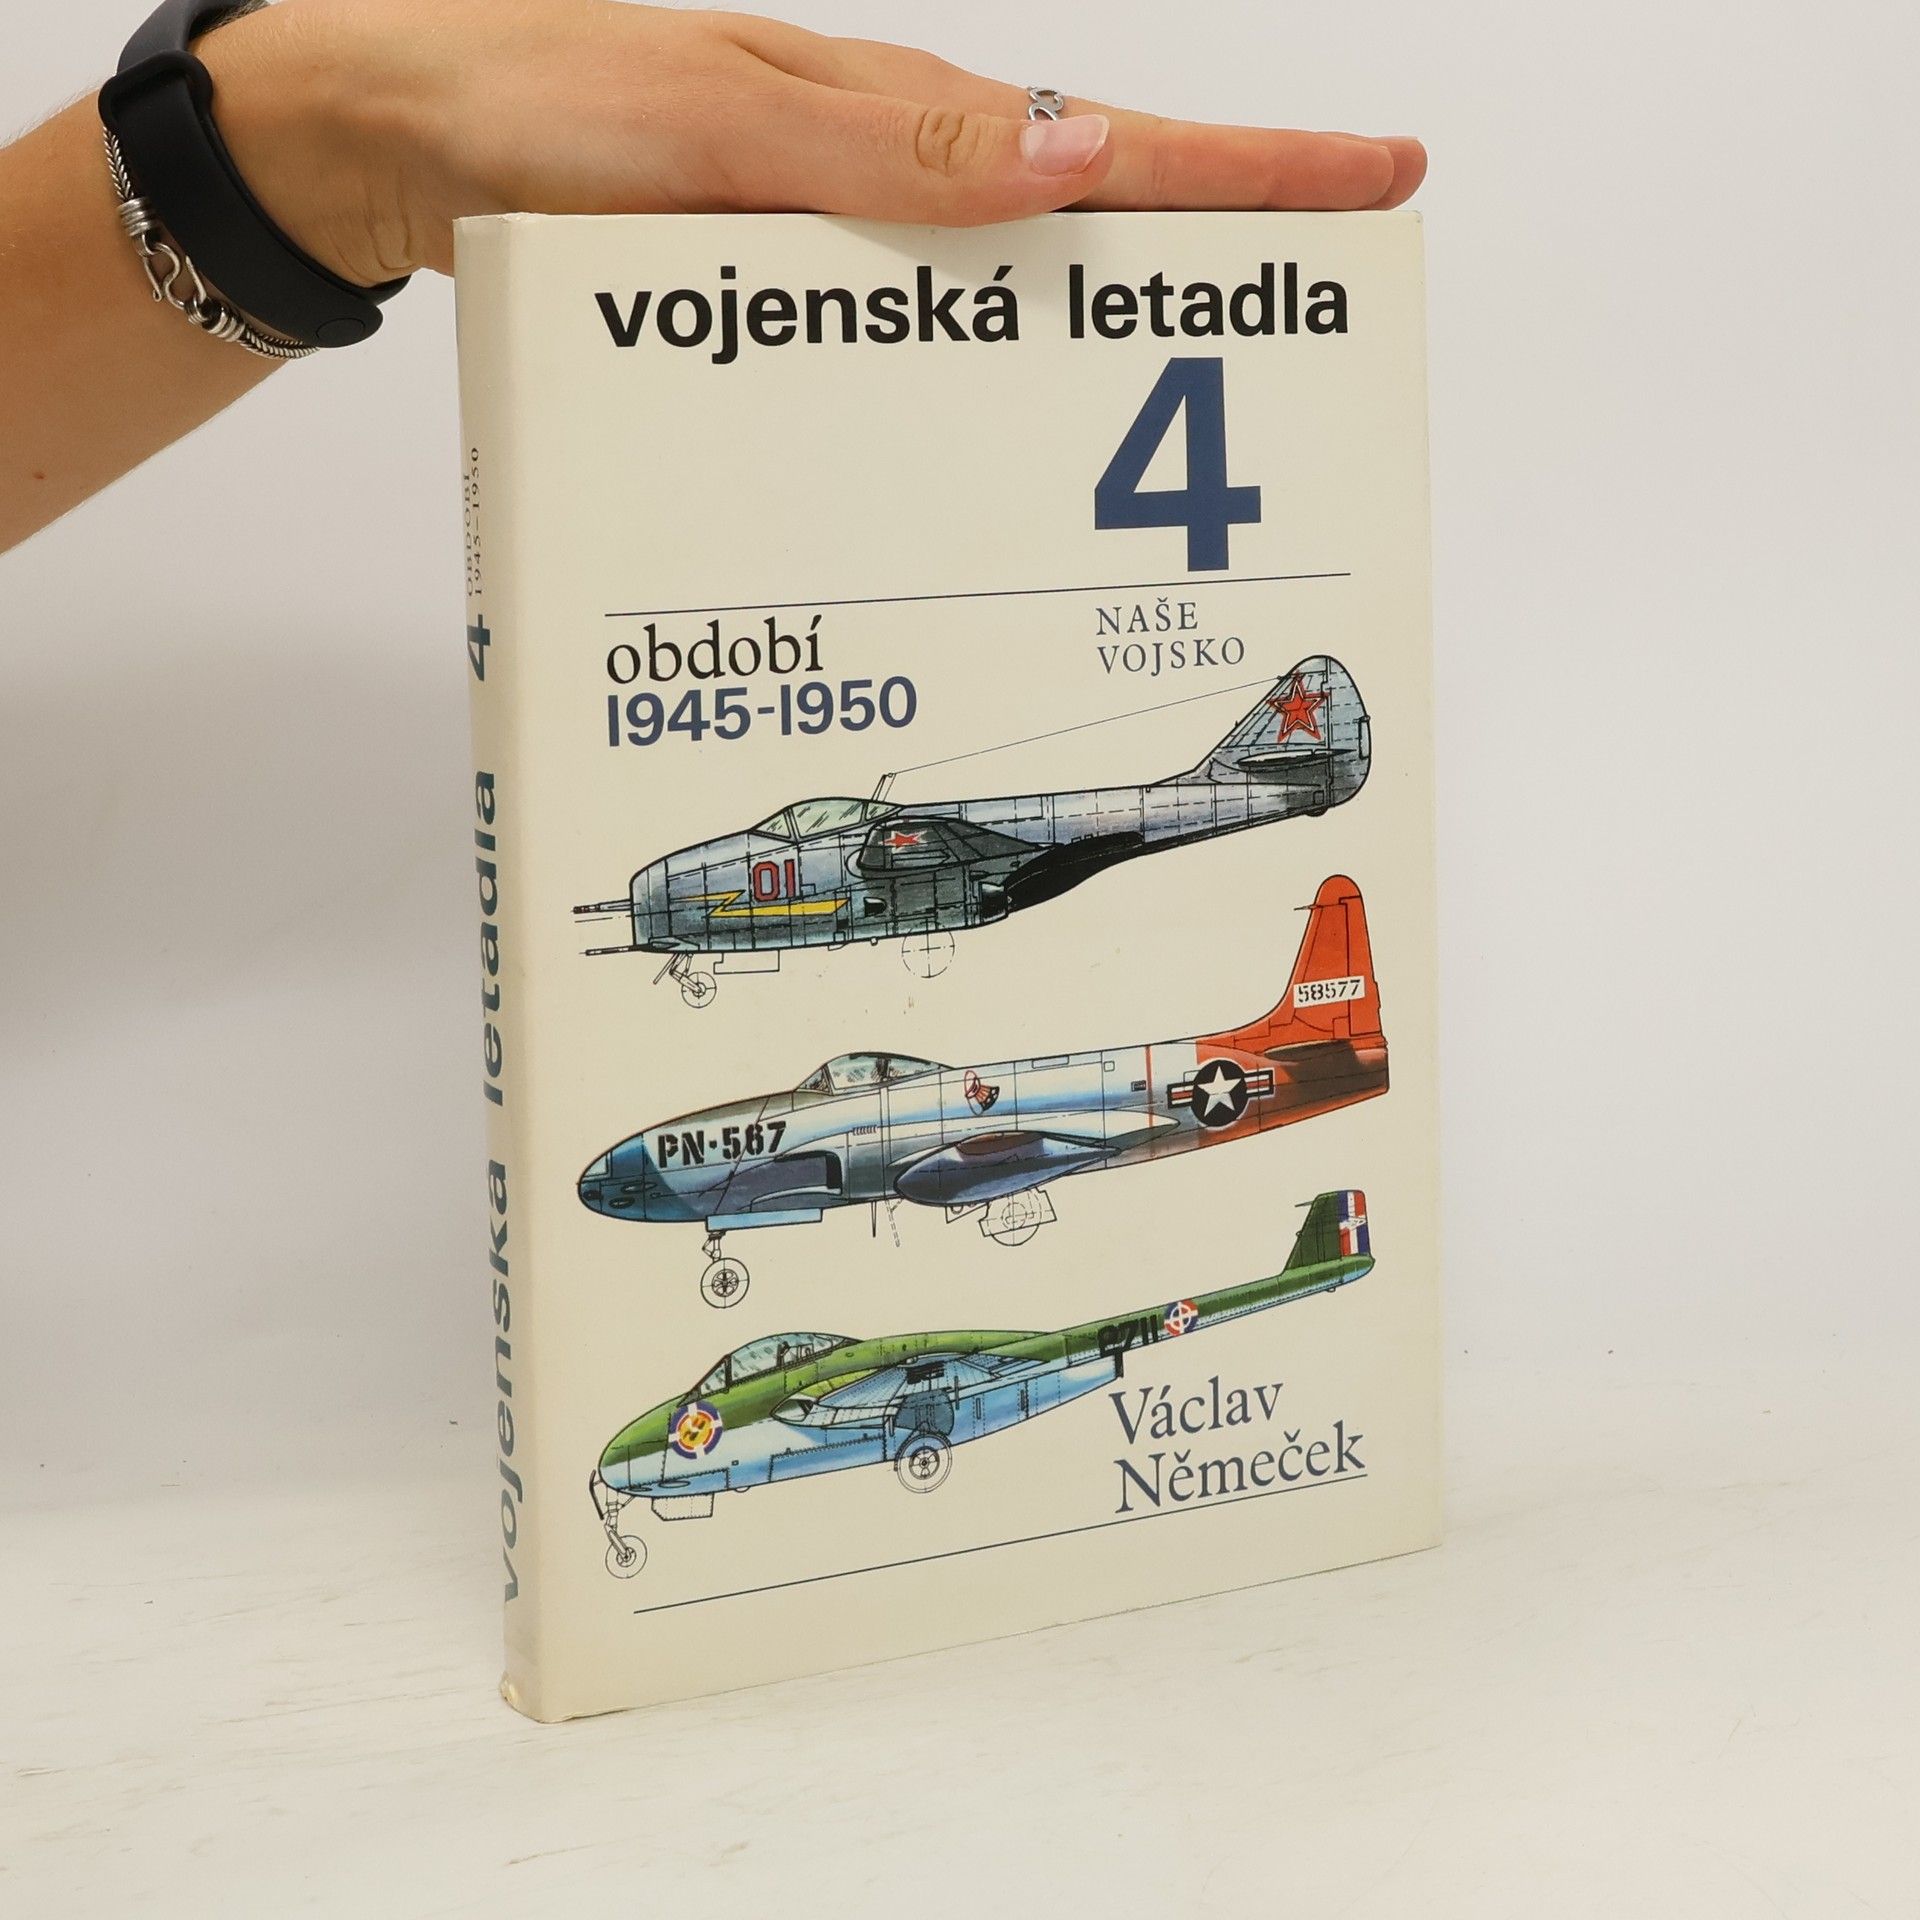 vojenská letadla
4
období
1945-1950
NAŠE
VOJSKO
01
58577
PN-567
2711
Václav
Němeček
vojenská letadla 4 OBDOBÍ
1945–1950